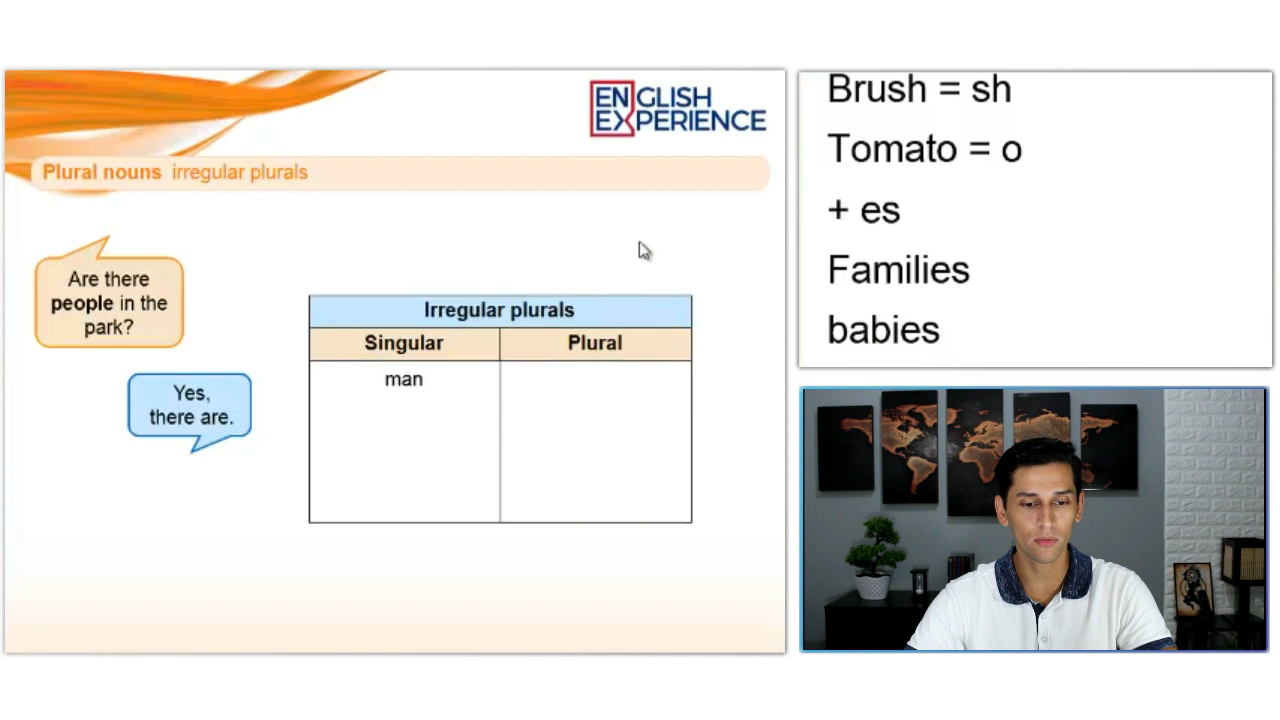 ENGLISH
EXPERIENCE
Plural nouns irregular plurals
Are there
people in the
park?
Yes,
there are.
Irregular plurals
Singular Plural
man
Brush = sh
Tomato = o
+ es
Families
babies